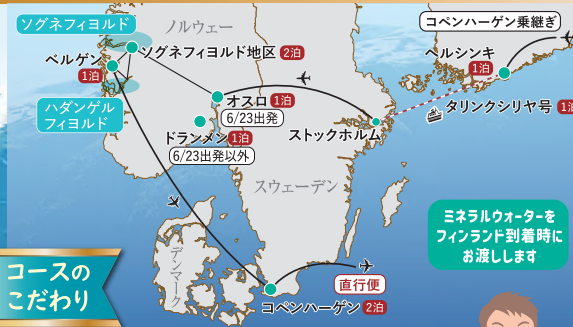 ソグネフィヨルド
ノルウェー
コペンハーゲン乗継ぎ
ベルゲン
1泊
ソグネフィヨルド地区 2泊
ヘルシンキ
1泊
ハダンゲル
フィヨルド
オスロ 1泊
6/23出発
タリンクシリヤ号 1泊
ドランメン 1泊
6/23出発以外
ストックホルム
スウェーデン
ミネラルウォーターを
フィンランド到着時に
お渡しします
デンマーク
コースの
こだわり
直行便
コペンハーゲン 2泊